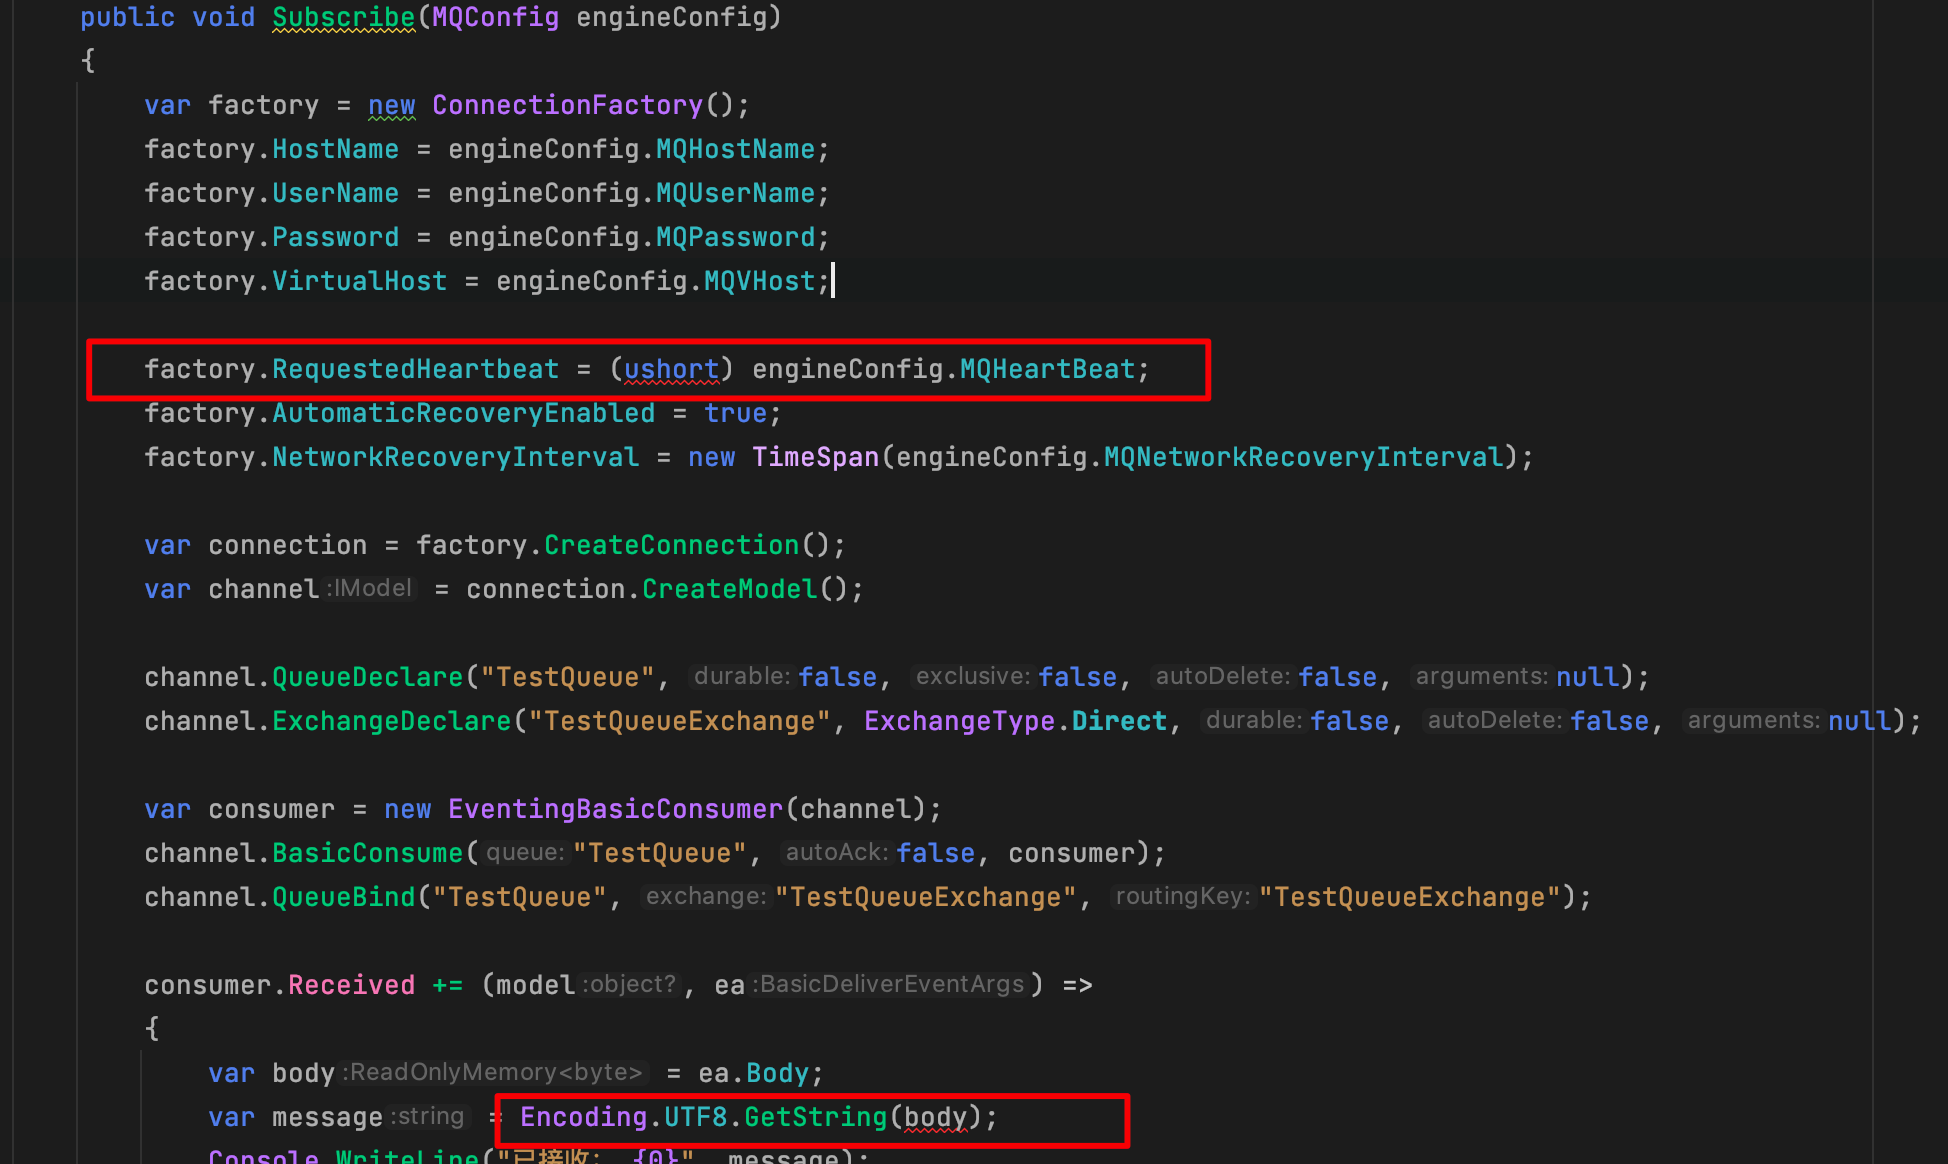 public void Subscribe(MQConfig engineConfig)
{
var factory = new ConnectionFactory();
factory.HostName = engineConfig.MQHostName;
factory.UserName = engineConfig.MQUserName;
factory.Password = engineConfig.MQPassword;
factory.VirtualHost = engineConfig.MQVHost;
factory.RequestedHeartbeat = (ushort) engineConfig.MQHeartBeat;
factory.AutomaticRecoveryEnabled = true;
factory.NetworkRecoveryInterval = new TimeSpan(engineConfig.MQNetworkRecoveryInterval);
var connection = factory.CreateConnection();
var channel :IModel = connection.CreateModel();
channel.QueueDeclare("TestQueue", durable: false, exclusive: false, autoDelete: false, arguments: null);
channel.ExchangeDeclare("TestQueueExchange", ExchangeType.Direct, durable: false, autoDelete: false, arguments: null);
var consumer = new EventingBasicConsumer(channel);
channel.BasicConsume(queue: "TestQueue", autoAck: false, consumer);
channel.QueueBind("TestQueue", exchange: "TestQueueExchange", routingKey: "TestQueueExchange");
consumer.Received += (model :object?, ea :BasicDeliverEventArgs) =>
{
var body :ReadOnlyMemory<byte> = ea.Body;
var message :string = Encoding.UTF8.GetString(body);
Console.WriteLine("已接收： {0}", message);